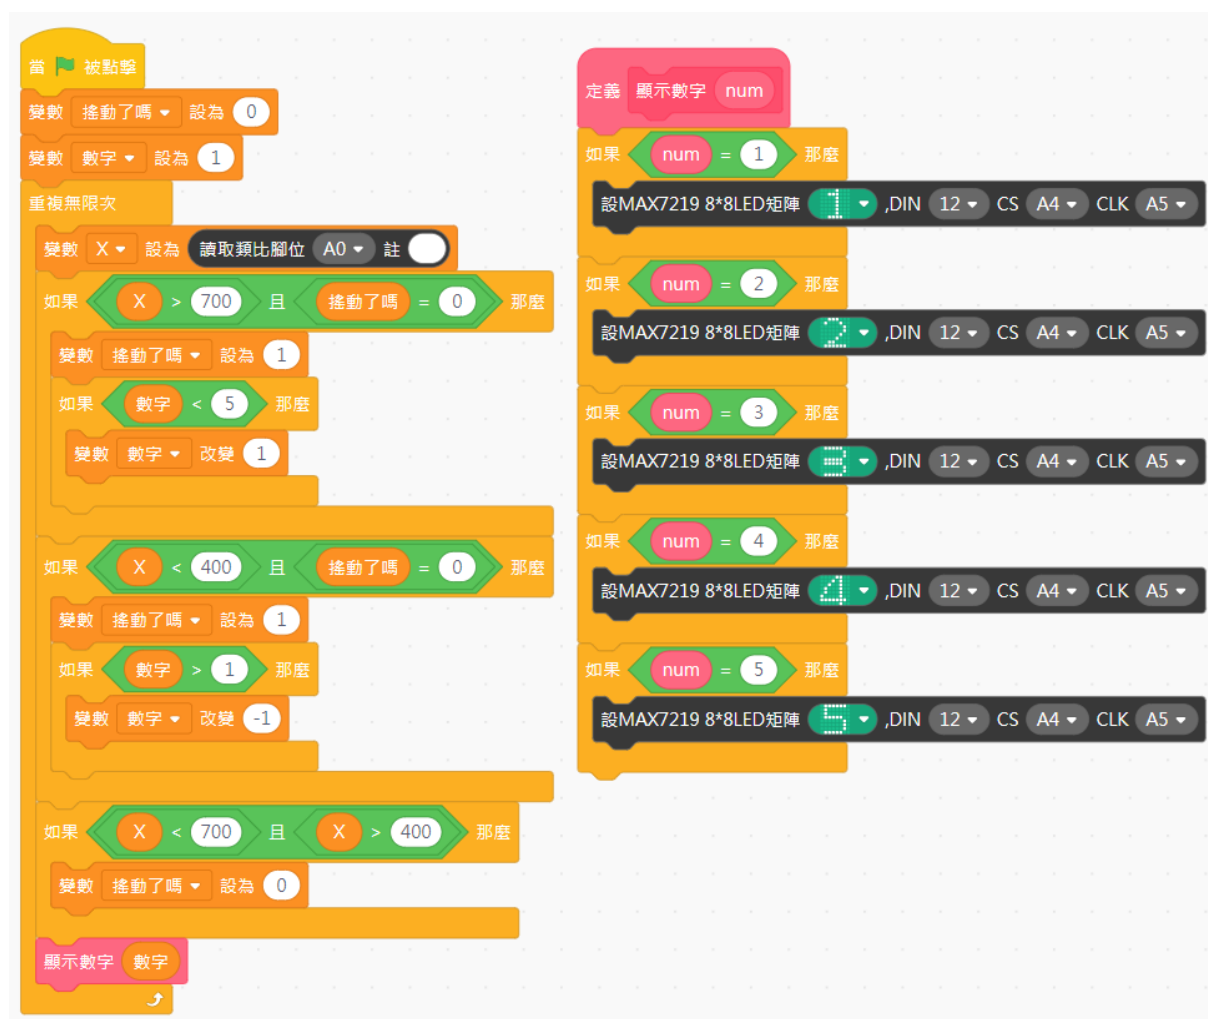 當 被點擊
變數 搖動了嗎 設為 0
變數 數字 設為 1
重複無限次
變數 X 設為 讀取類比腳位 A0 註
如果 X > 700 且 搖動了嗎 = 0 那麼
變數 搖動了嗎 設為 1
如果 數字 < 5 那麼
變數 數字 改變 1
如果 X < 400 且 搖動了嗎 = 0 那麼
變數 搖動了嗎 設為 1
如果 數字 > 1 那麼
變數 數字 改變 -1
如果 X < 700 且 X > 400 那麼
變數 搖動了嗎 設為 0
顯示數字 數字
定義 顯示數字 num
如果 num = 1 那麼
設MAX7219 8*8LED矩陣 1 ,DIN 12 CS A4 CLK A5
如果 num = 2 那麼
設MAX7219 8*8LED矩陣 2 ,DIN 12 CS A4 CLK A5
如果 num = 3 那麼
設MAX7219 8*8LED矩陣 3 ,DIN 12 CS A4 CLK A5
如果 num = 4 那麼
設MAX7219 8*8LED矩陣 4 ,DIN 12 CS A4 CLK A5
如果 num = 5 那麼
設MAX7219 8*8LED矩陣 5 ,DIN 12 CS A4 CLK A5